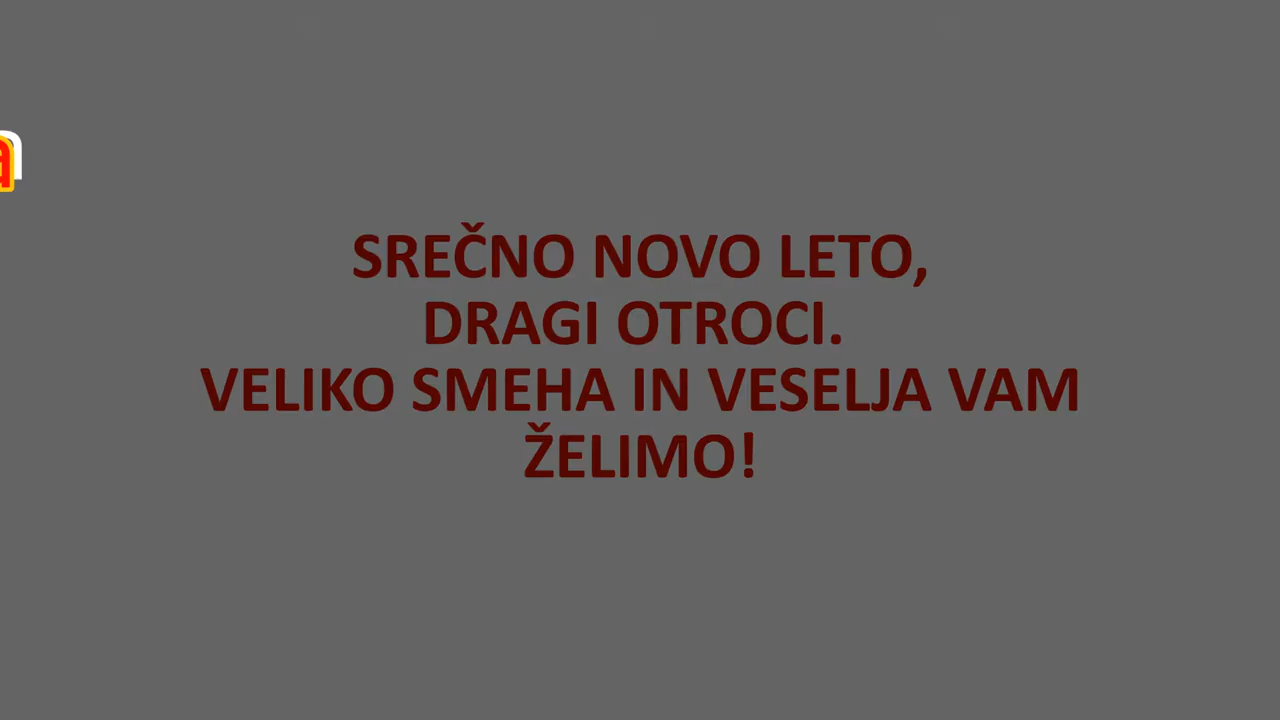 SREČNO NOVO LETO,
DRAGI OTROCI.
VELIKO SMEHA IN VESELJA VAM
ŽELIMO!